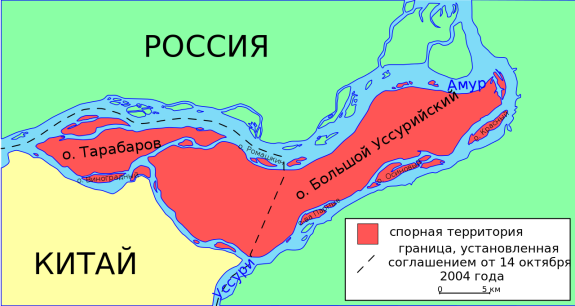 РОССИЯ
Амур
о. Большой Уссурийский
о. Тарабаров
КИТАЙ
Уссури
спорная территория
граница, установленная
соглашением от 14 октября
2004 года
0 5 км